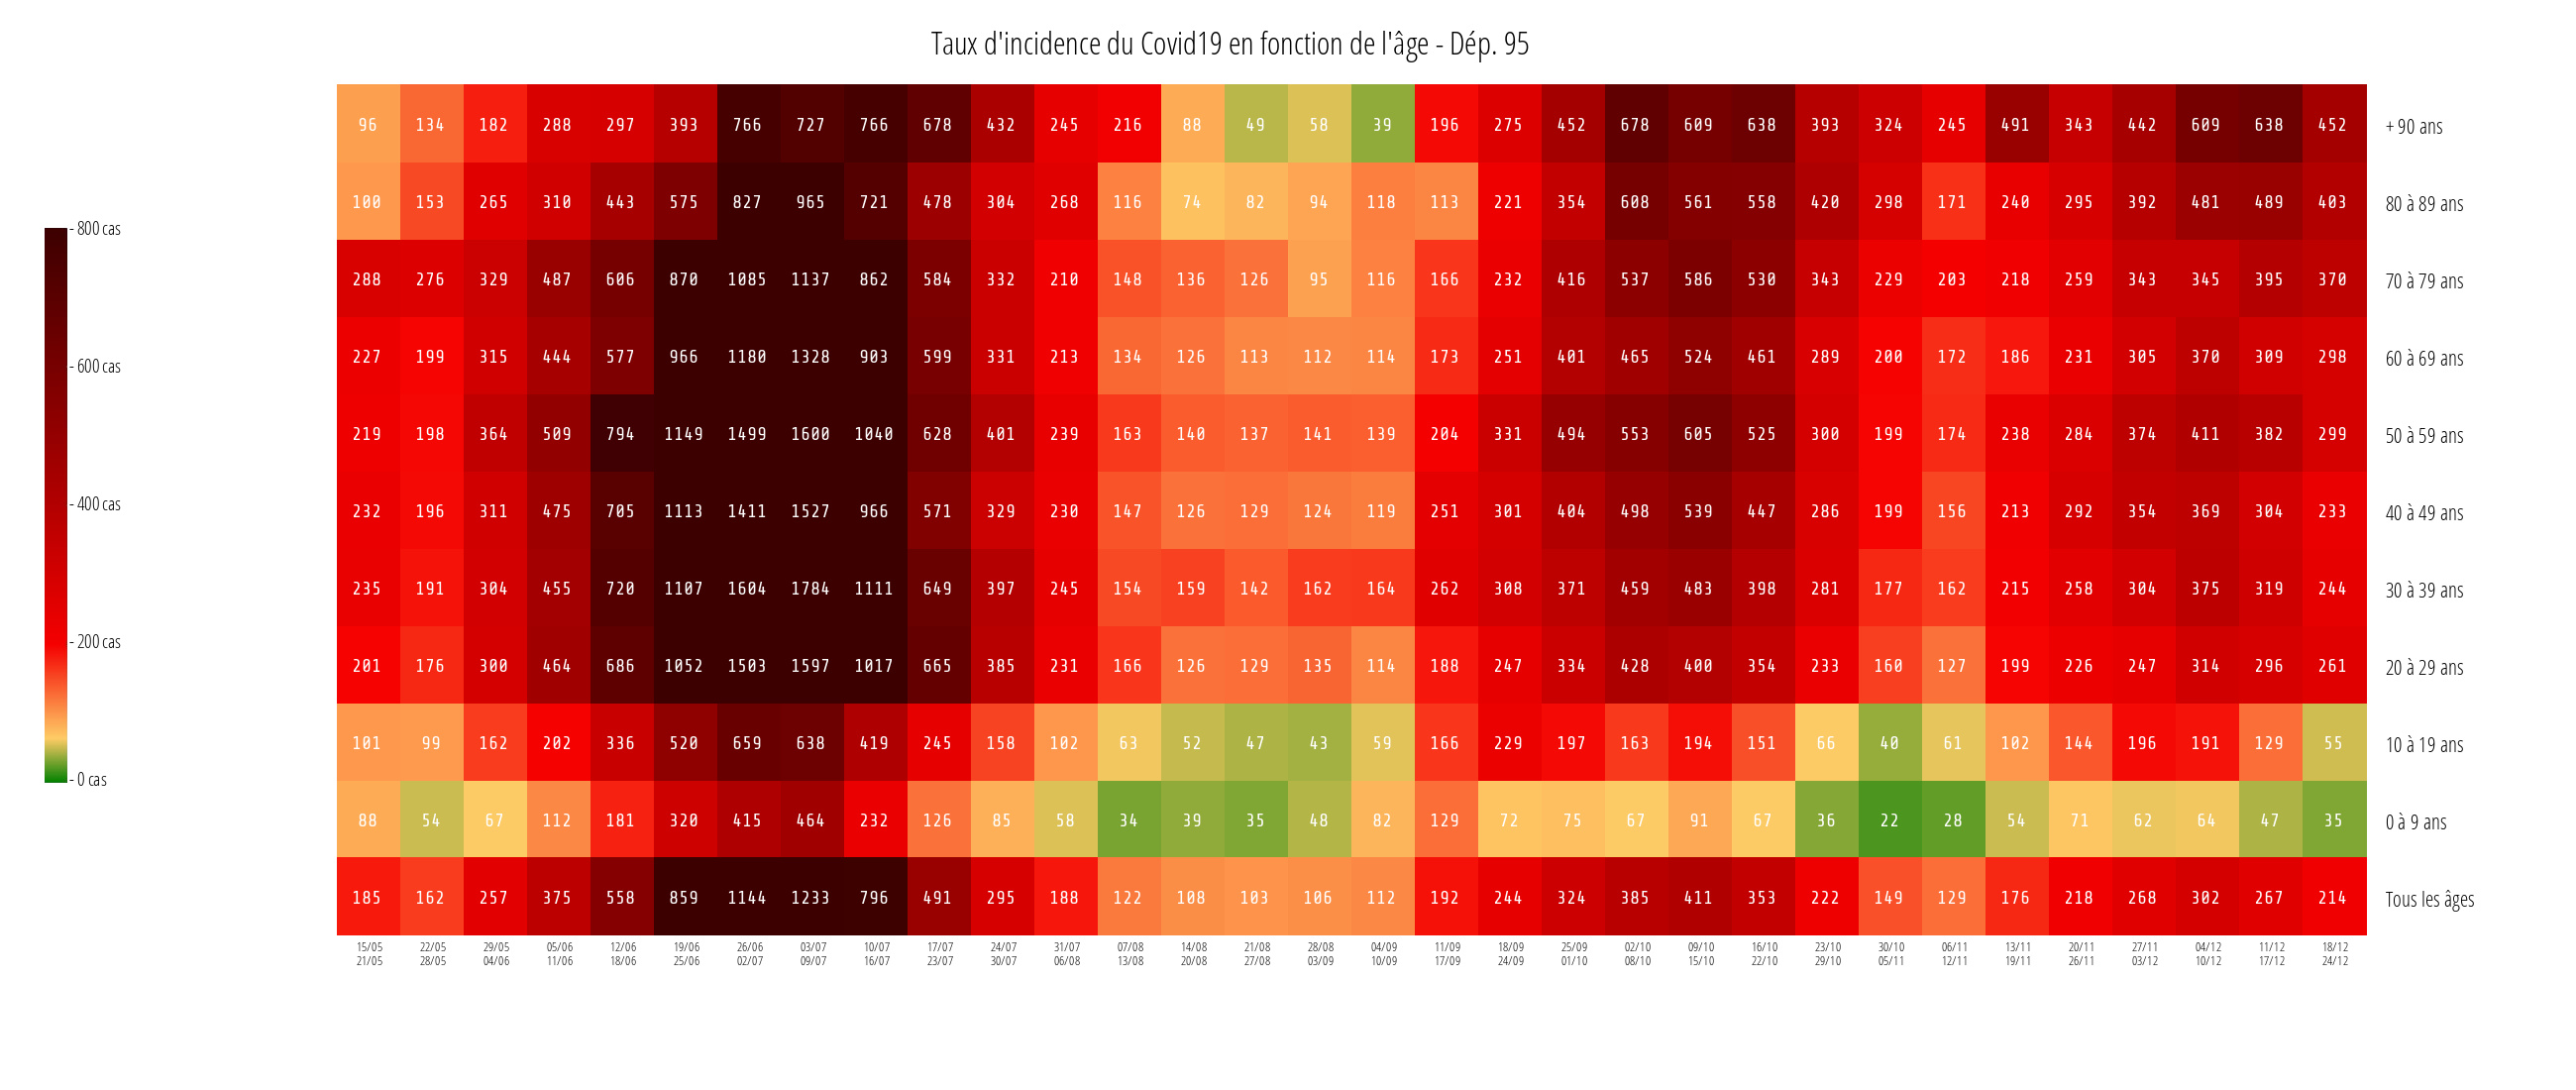 Taux d'incidence du Covid19 en fonction de l'âge - Dép. 95
- 800 cas
- 600 cas
- 400 cas
- 200 cas
- 0 cas
96 134 182 288 297 393 766 727 766 678 432 245 216 88 49 58 39 196 275 452 678 609 638 393 324 245 491 343 442 609 638 452 + 90 ans
100 153 265 310 443 575 827 965 721 478 304 268 116 74 82 94 118 113 221 354 608 561 558 420 298 171 240 295 392 481 489 403 80 à 89 ans
288 276 329 487 606 870 1085 1137 862 584 332 210 148 136 126 95 116 166 232 416 537 586 530 343 229 203 218 259 343 345 395 370 70 à 79 ans
227 199 315 444 577 966 1180 1328 903 599 331 213 134 126 113 112 114 173 251 401 465 524 461 289 200 172 186 231 305 370 309 298 60 à 69 ans
219 198 364 509 794 1149 1499 1600 1040 628 401 239 163 140 137 141 139 204 331 494 553 605 525 300 199 174 238 284 374 411 382 299 50 à 59 ans
232 196 311 475 705 1113 1411 1527 966 571 329 230 147 126 129 124 119 251 301 404 498 539 447 286 199 156 213 292 354 369 304 233 40 à 49 ans
235 191 304 455 720 1107 1604 1784 1111 649 397 245 154 159 142 162 164 262 308 371 459 483 398 281 177 162 215 258 304 375 319 244 30 à 39 ans
201 176 300 464 686 1052 1503 1597 1017 665 385 231 166 126 129 135 114 188 247 334 428 400 354 233 160 127 199 226 247 314 296 261 20 à 29 ans
101 99 162 202 336 520 659 638 419 245 158 102 63 52 47 43 59 166 229 197 163 194 151 66 40 61 102 144 196 191 129 55 10 à 19 ans
88 54 67 112 181 320 415 464 232 126 85 58 34 39 35 48 82 129 72 75 67 91 67 36 22 28 54 71 62 64 47 35 0 à 9 ans
185 162 257 375 558 859 1144 1233 796 491 295 188 122 108 103 106 112 192 244 324 385 411 353 222 149 129 176 218 268 302 267 214 Tous les âges
15/05 22/05 29/05 05/06 12/06 19/06 26/06 03/07 10/07 17/07 24/07 31/07 07/08 14/08 21/08 28/08 04/09 11/09 18/09 25/09 02/10 09/10 16/10 23/10 30/10 06/11 13/11 20/11 27/11 04/12 11/12 18/12
21/05 28/05 04/06 11/06 18/06 25/06 02/07 09/07 16/07 23/07 30/07 06/08 13/08 20/08 27/08 03/09 10/09 17/09 24/09 01/10 08/10 15/10 22/10 29/10 05/11 12/11 19/11 26/11 03/12 10/12 17/12 24/12